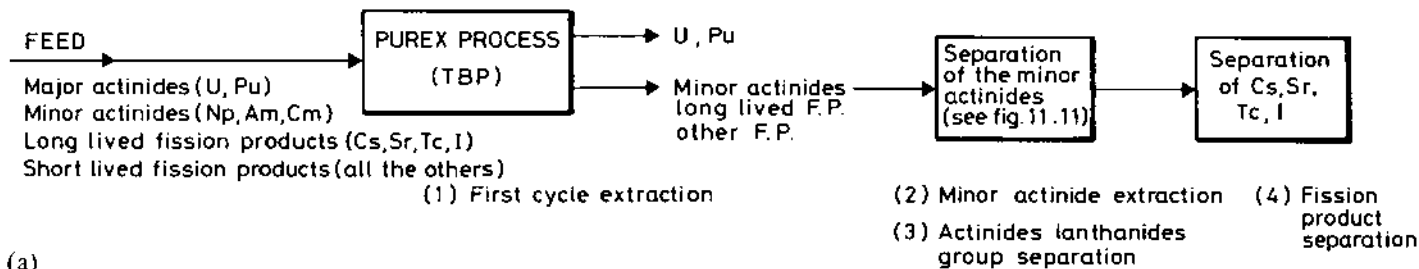 FEED
Major actinides (U, Pu)
Minor actinides (Np, Am, Cm)
Long lived fission products (Cs, Sr, Tc, I)
Short lived fission products (all the others)
PUREX PROCESS
(TBP)
U, Pu
Minor actinides
long lived F.P.
other F.P.
(1) First cycle extraction
Separation
of the minor
actinides
(see fig. 11.11)
(2) Minor actinide extraction
(3) Actinides lanthanides
group separation
Separation
of Cs, Sr,
Tc, I
(4) Fission
product
separation
(a)